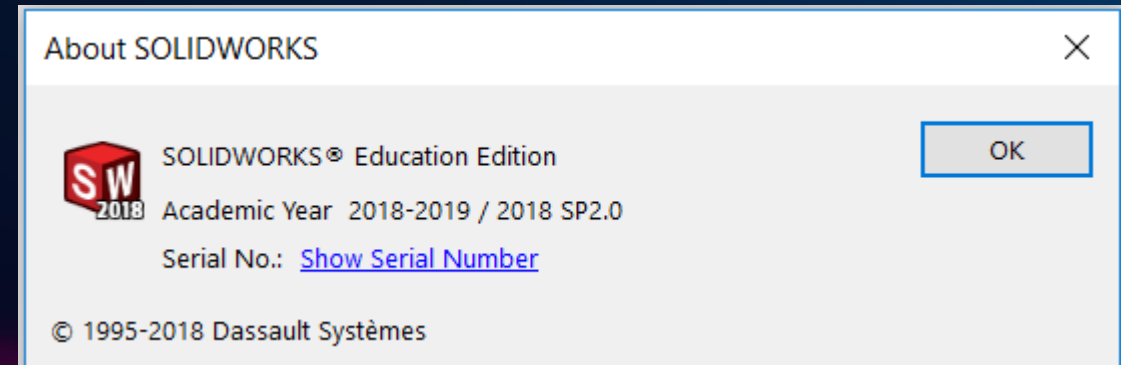 About SOLIDWORKS
SOLIDWORKS® Education Edition
OK
SW
2018
Academic Year 2018-2019 / 2018 SP2.0
Serial No.: Show Serial Number
© 1995-2018 Dassault Systèmes